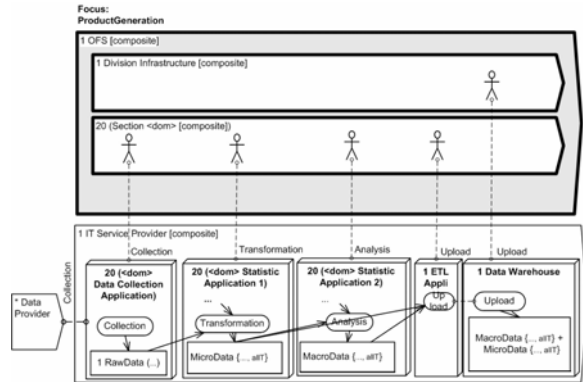 Focus:
ProductGeneration
1 OFS [composite]
1 Division Infrastructure [composite]
20 (Section <dom> [composite])
1 IT Service Provider [composite]
Collection
Transformation
Analysis
Upload
Upload
Collection
* Data
Provider
20 (<dom>
Data Collection
Application)
Collection
1 RawData (...)
20 (<dom> Statistic
Application 1)
...
Transformation
MicroData {..., allT}
20 (<dom> Statistic
Application 2)
...
Analysis
MacroData {..., allT}
1 ETL
Appli
Up
load
1 Data Warehouse
Upload
MacroData {..., allT} +
MicroData {..., allT}